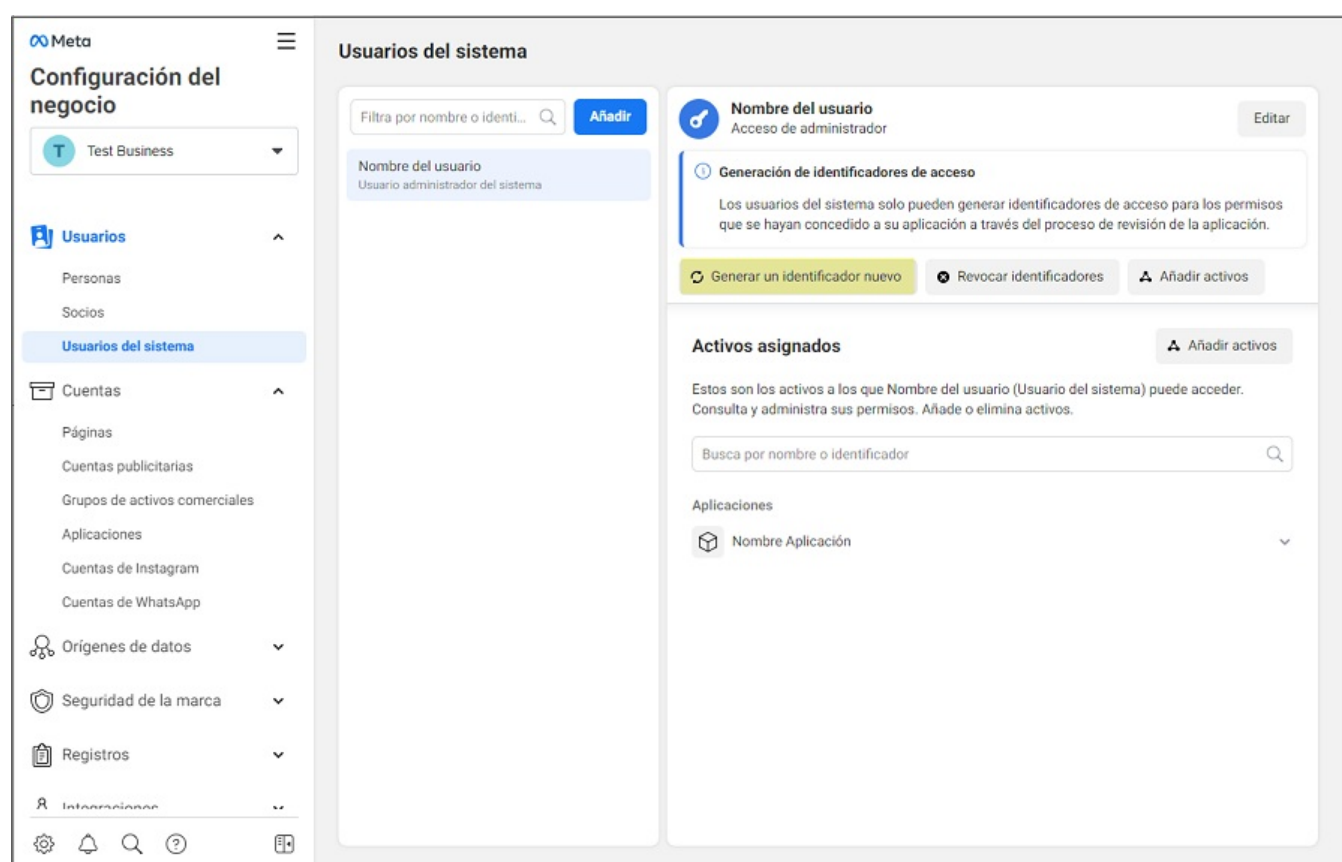 Meta
Configuración del
negocio
T Test Business
Usuarios
Personas
Socios
Usuarios del sistema
Cuentas
Páginas
Cuentas publicitarias
Grupos de activos comerciales
Aplicaciones
Cuentas de Instagram
Cuentas de WhatsApp
Orígenes de datos
Seguridad de la marca
Registros
Integraciones
Usuarios del sistema
Filtra por nombre o identi...
Añadir
Nombre del usuario
Usuario administrador del sistema
Nombre del usuario
Acceso de administrador
Editar
Generación de identificadores de acceso
Los usuarios del sistema solo pueden generar identificadores de acceso para los permisos
que se hayan concedido a su aplicación a través del proceso de revisión de la aplicación.
Generar un identificador nuevo
Revocar identificadores
Añadir activos
Activos asignados
Añadir activos
Estos son los activos a los que Nombre del usuario (Usuario del sistema) puede acceder.
Consulta y administra sus permisos. Añade o elimina activos.
Busca por nombre o identificador
Aplicaciones
Nombre Aplicación